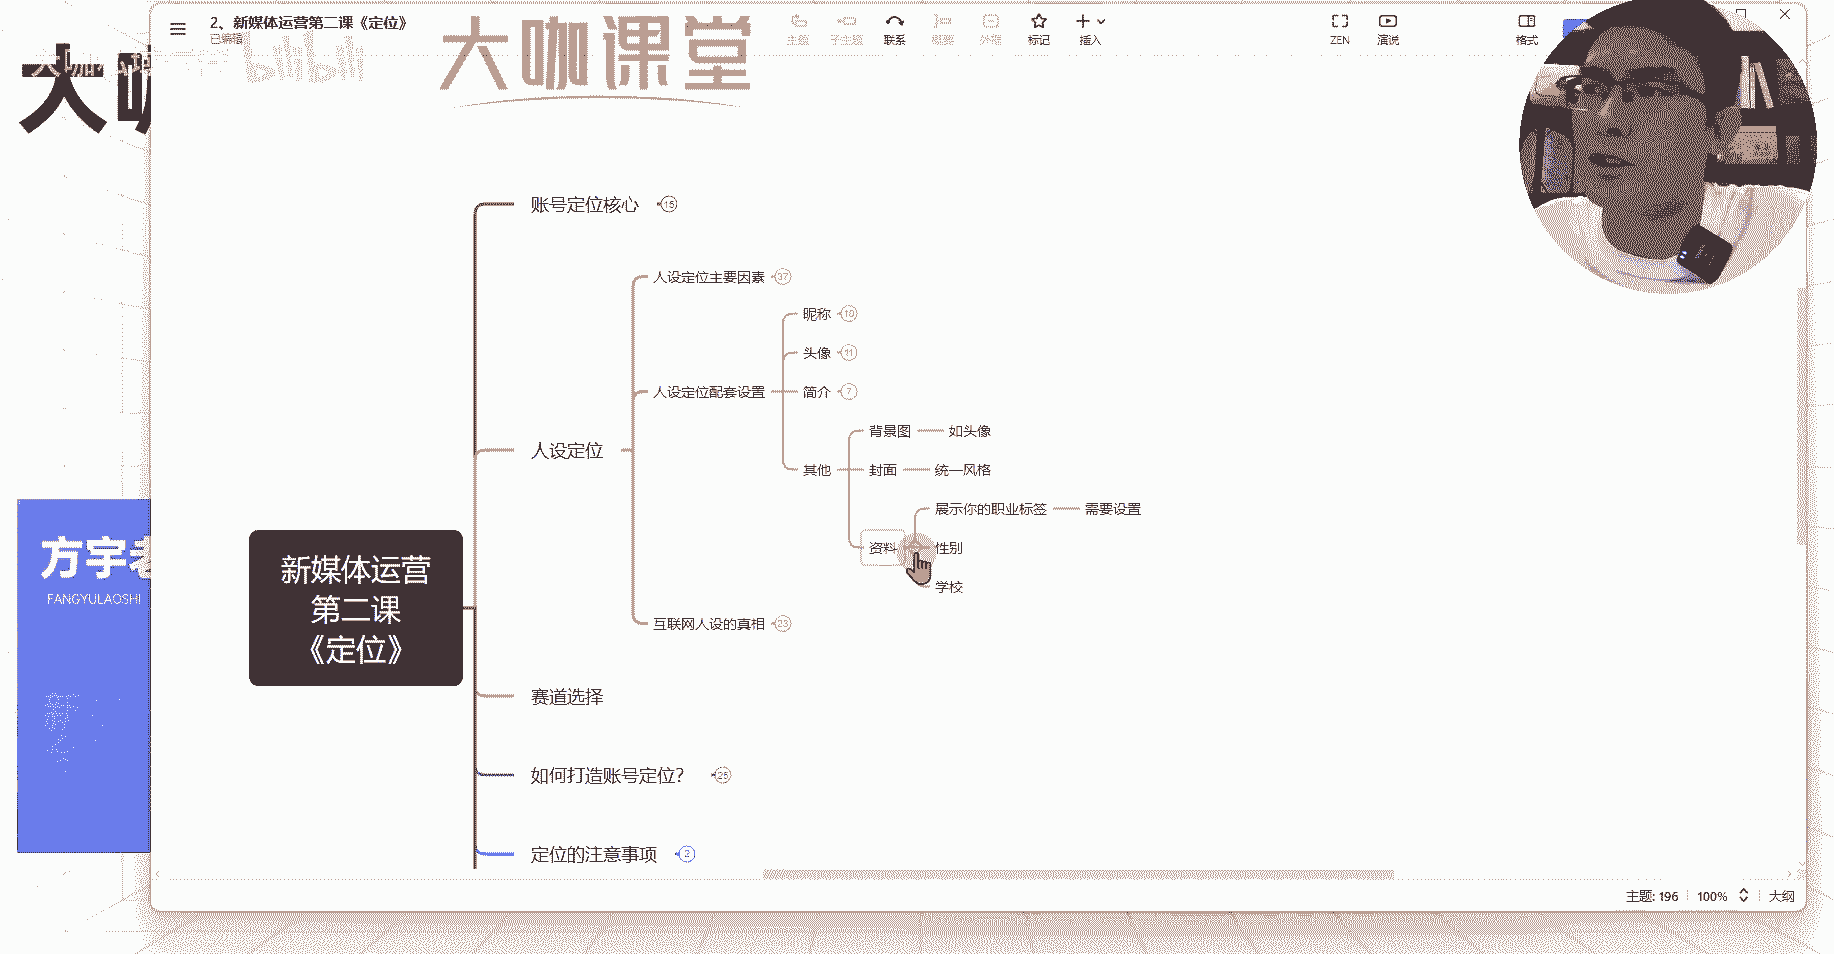 2、新媒体运营第二课《定位》
已编辑
大咖课堂
bilibili
主题
子主题
联系
概要
外框
标记
插入
ZEN
演说
格式
大咖
账号定位核心 15
人设定位主要因素 37
昵称 10
头像 11
人设定位配套设置
简介 7
背景图
如头像
人设定位
其他
封面
统一风格
展示你的职业标签
需要设置
资料
性别
学校
互联网人设的真相 23
新媒体运营
第二课
《定位》
赛道选择
如何打造账号定位? 25
定位的注意事项 2
方宇老
FANGYULAOSHI
主题: 196
100%
大纲